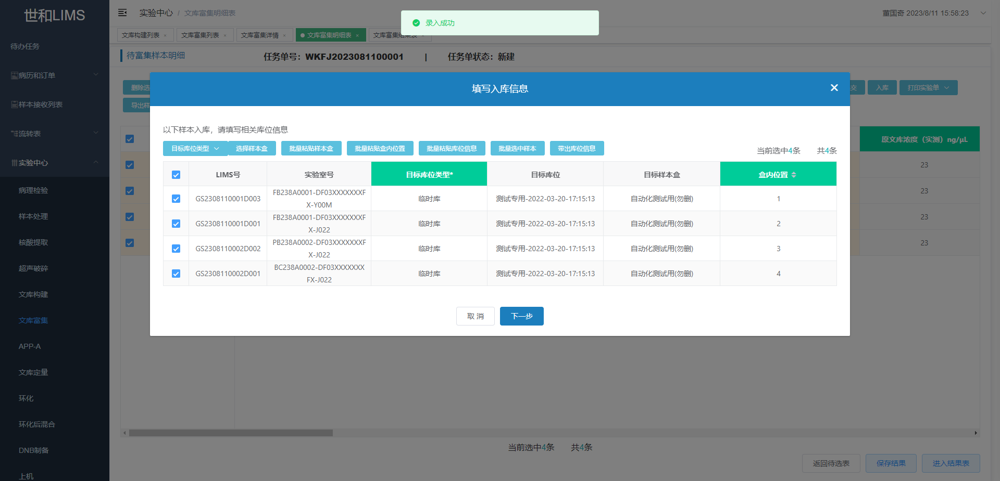 世和LIMS
待办任务
病历和订单
样本接收列表
流转表
实验中心
病理检验
样本处理
核酸提取
超声破碎
文库构建
文库富集
APP-A
文库定量
环化
环化后混合
DNB制备
上机
实验中心 / 文库富集明细表
董国奇 2023/8/11 15:58:23
录入成功
文库构建列表 × 文库富集列表 × 文库富集详情 × 文库富集明细表 × 文库富集结果表 ×
待富集样本明细 任务单号：WKFJ2023081100001 | 任务单状态：新建
删除选
交 入库 打印实验单
导出样
原文库浓度（实测）ng/μL
23
23
23
23
填写入库信息
以下样本入库，请填写相关库位信息
目标库位类型 选择样本盒 批量粘贴样本盒 批量粘贴盒内位置 批量粘贴库位信息 批量选中样本 带出库位信息
当前选中4条 共4条
LIMS号 实验室号 目标库位类型* 目标库位 目标样本盒 盒内位置
GS2308110001D003 FB238A0001-DF03XXXXXXXFX-Y00M 临时库 测试专用-2022-03-20-17:15:13 自动化测试用(勿删) 1
GS2308110001D001 FB238A0001-DF03XXXXXXXFX-J022 临时库 测试专用-2022-03-20-17:15:13 自动化测试用(勿删) 2
GS2308110002D002 PB238A0002-DF03XXXXXXXFX-J022 临时库 测试专用-2022-03-20-17:15:13 自动化测试用(勿删) 3
GS2308110002D001 BC238A0002-DF03XXXXXXXFX-J022 临时库 测试专用-2022-03-20-17:15:13 自动化测试用(勿删) 4
取 消 下一步
当前选中4条 共4条
返回待选表 保存结果 进入结果表